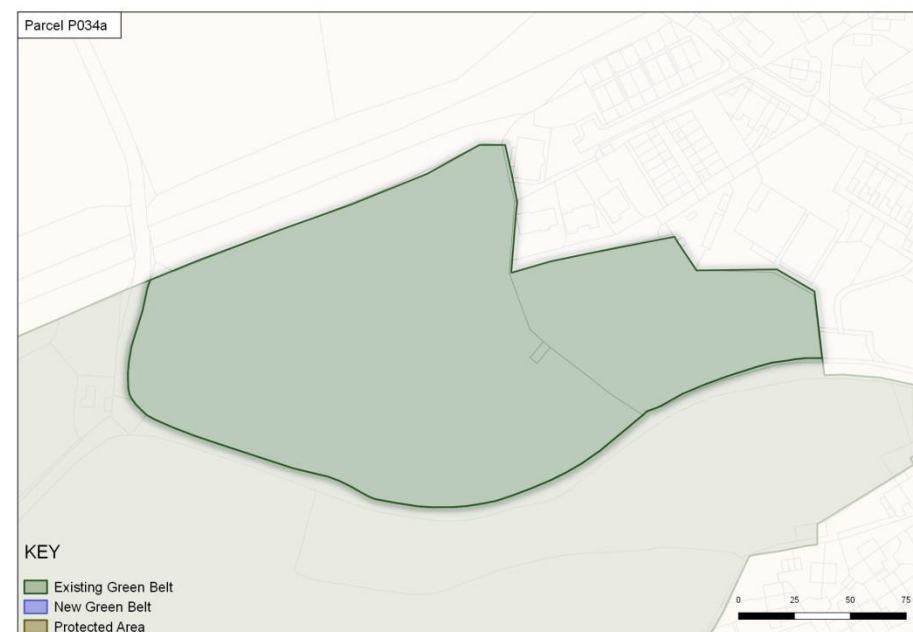 Parcel P034a
KEY
Existing Green Belt
New Green Belt
Protected Area
0 25 50 75